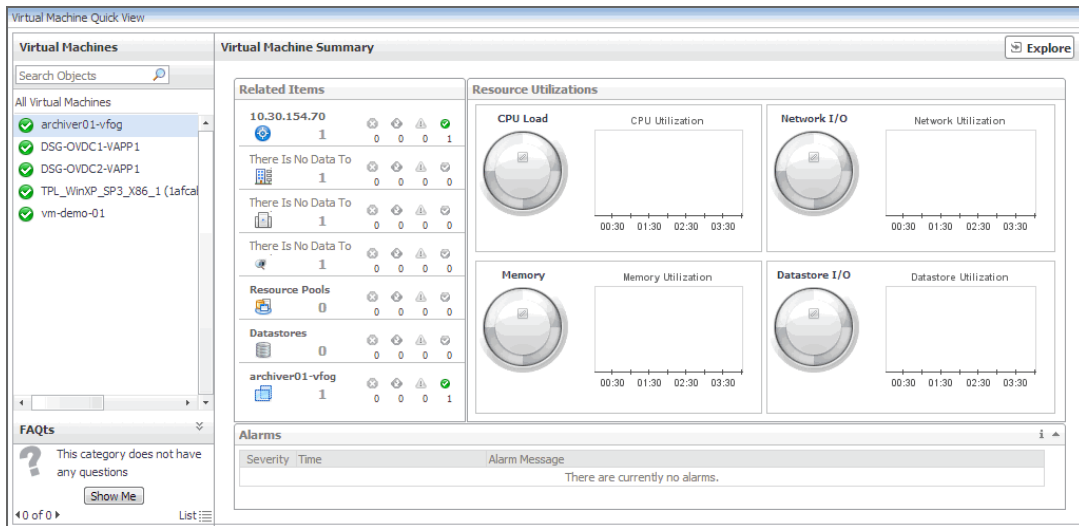 Virtual Machine Quick View
Virtual Machines
Search Objects
All Virtual Machines
archiver01-vfog
DSG-OVDC1-VAPP1
DSG-OVDC2-VAPP1
TPL_WinXP_SP3_X86_1 (1afcal
vm-demo-01
FAQts
This category does not have
any questions
Show Me
0 of 0
List
Virtual Machine Summary
Explore
Related Items
10.30.154.70
1
0 0 0 1
There Is No Data To
1
0 0 0 0
There Is No Data To
1
0 0 0 0
There Is No Data To
1
0 0 0 0
Resource Pools
0
0 0 0 0
Datastores
0
0 0 0 0
archiver01-vfog
1
0 0 0 1
Resource Utilizations
CPU Load
CPU Utilization
00:30 01:30 02:30 03:30
Network I/O
Network Utilization
00:30 01:30 02:30 03:30
Memory
Memory Utilization
00:30 01:30 02:30 03:30
Datastore I/O
Datastore Utilization
00:30 01:30 02:30 03:30
Alarms
Severity Time Alarm Message
There are currently no alarms.